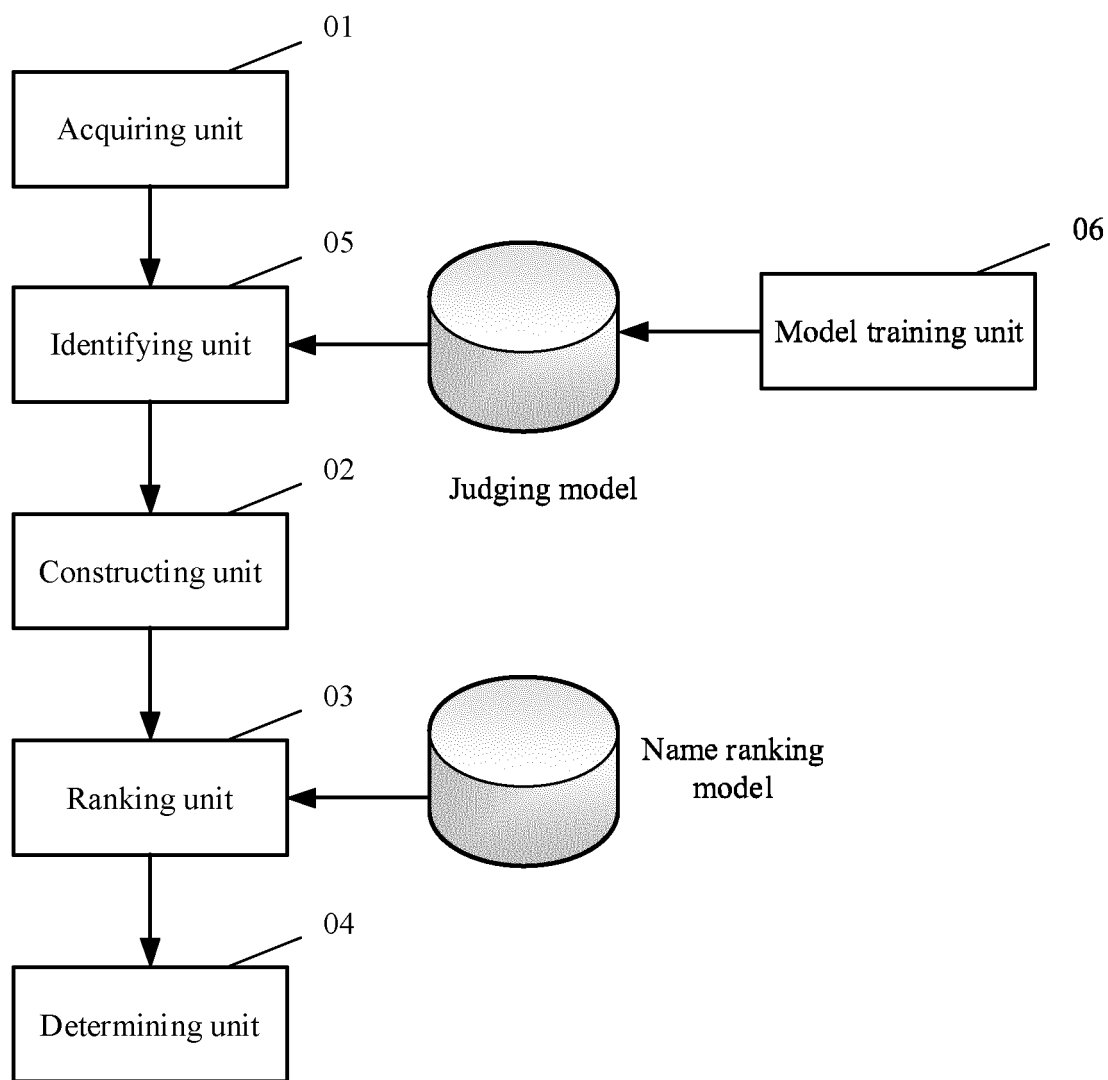 01
Acquiring unit
05
06
Identifying unit
Model training unit
Judging model
02
Constructing unit
03
Name ranking
model
Ranking unit
04
Determining unit